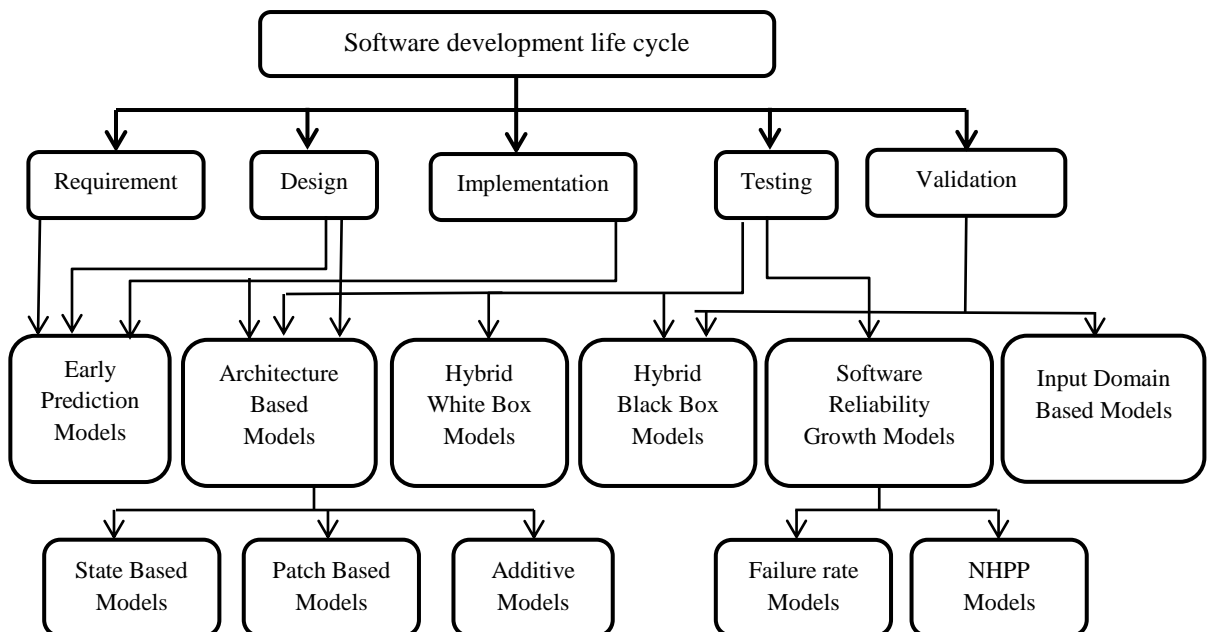 Software development life cycle
Requirement
Design
Implementation
Testing
Validation
Early
Prediction
Models
Architecture
Based
Models
Hybrid
White Box
Models
Hybrid
Black Box
Models
Software
Reliability
Growth Models
Input Domain
Based Models
State Based
Models
Patch Based
Models
Additive
Models
Failure rate
Models
NHPP
Models